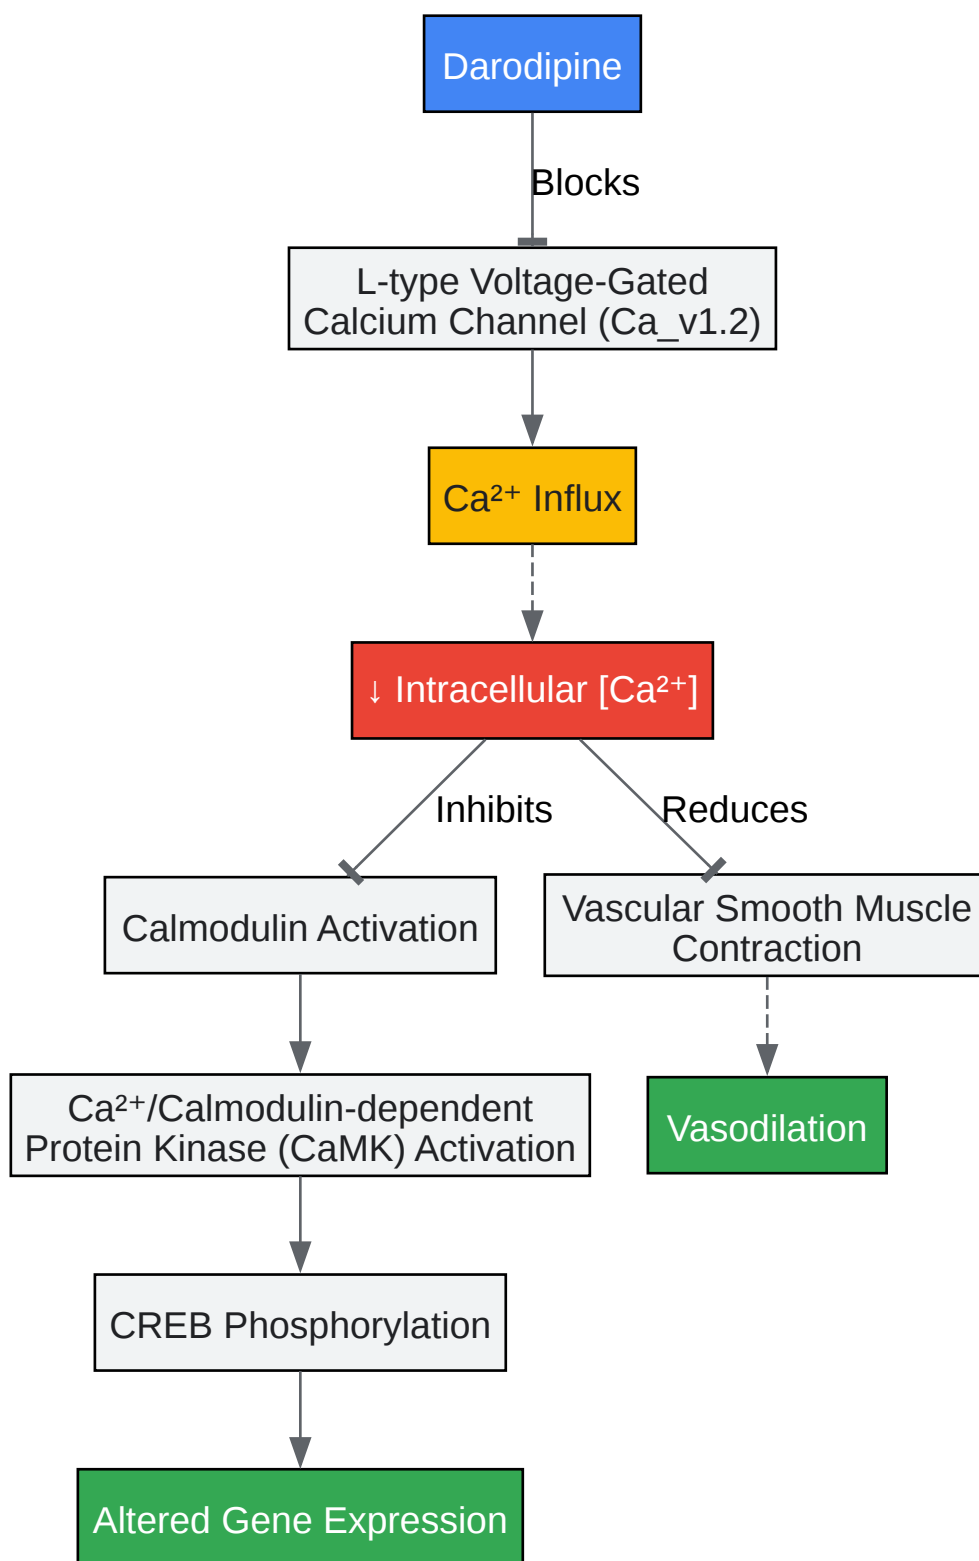 Darodipine
Blocks
L-type Voltage-Gated
Calcium Channel (Ca_v1.2)
Ca²⁺ Influx
↓ Intracellular [Ca²⁺]
Inhibits
Reduces
Calmodulin Activation
Vascular Smooth Muscle
Contraction
Ca²⁺/Calmodulin-dependent
Protein Kinase (CaMK) Activation
Vasodilation
CREB Phosphorylation
Altered Gene Expression